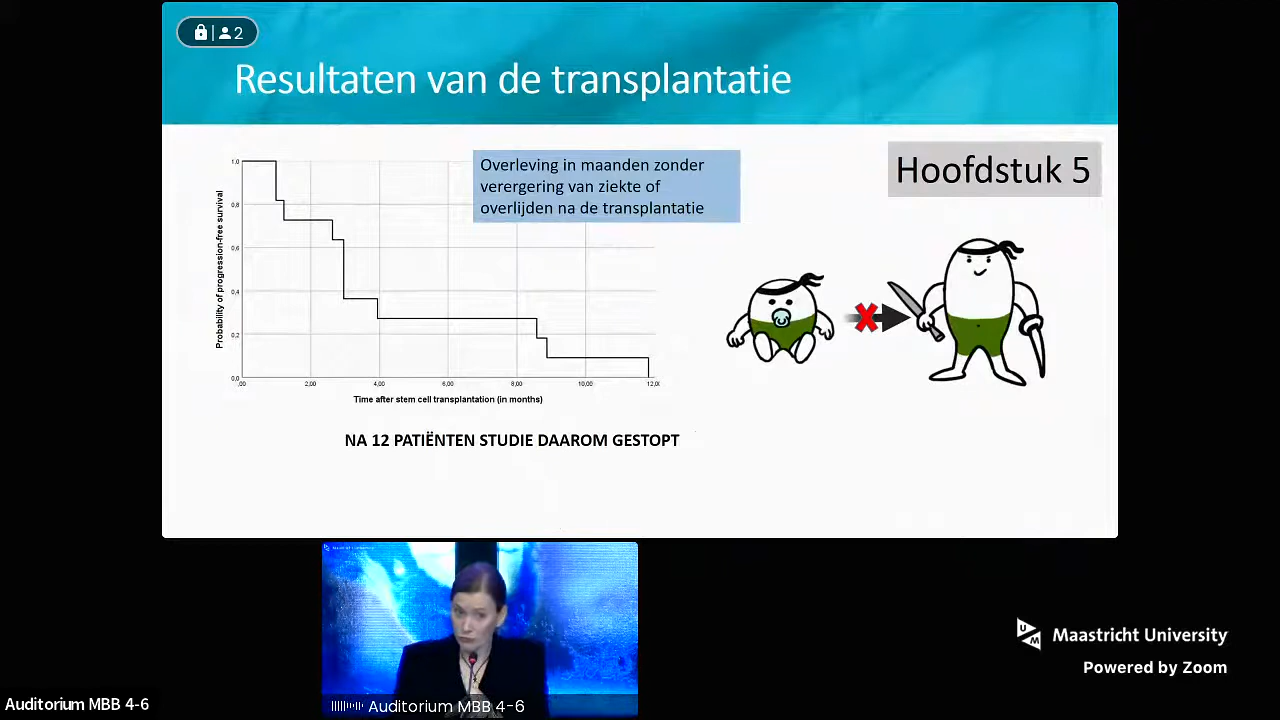 2
Resultaten van de transplantatie
Overleving in maanden zonder
verergering van ziekte of
overlijden na de transplantatie
Hoofdstuk 5
Probability of progression-free survival
1,0
0,8
0,6
0,4
0,2
0,0
,00
2,00
4,00
6,00
8,00
10,00
12,0
Time after stem cell transplantation (in months)
NA 12 PATIËNTEN STUDIE DAAROM GESTOPT
UM
Maastricht University
Powered by Zoom
Auditorium MBB 4-6
Auditorium MBB 4-6